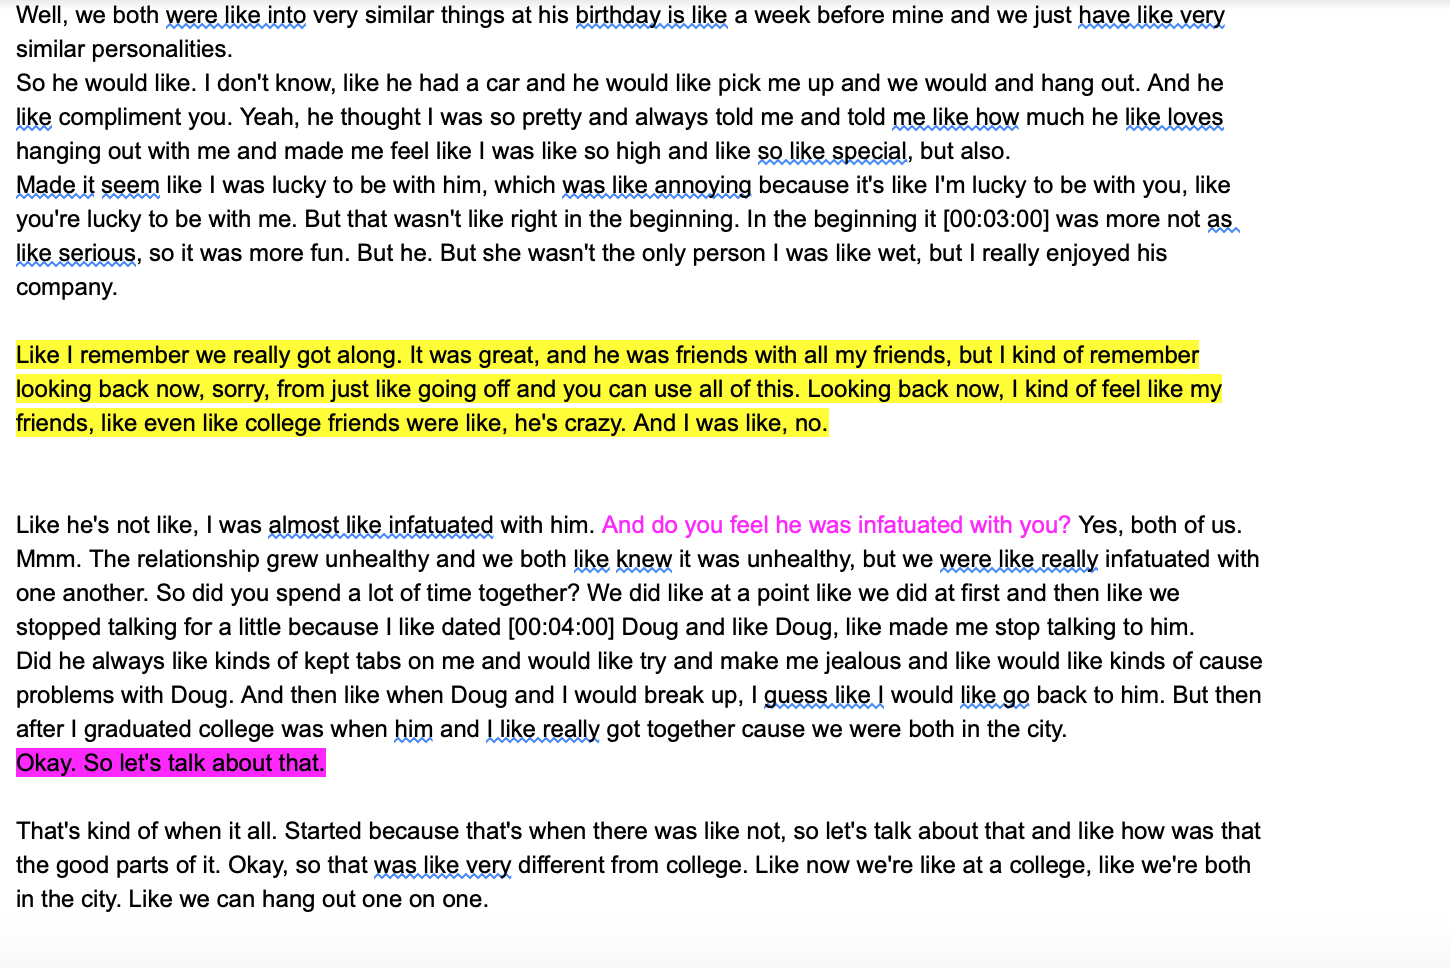 Well, we both were like into very similar things at his birthday is like a week before mine and we just have like very
similar personalities.
So he would like. I don't know, like he had a car and he would like pick me up and we would and hang out. And he
like compliment you. Yeah, he thought I was so pretty and always told me and told me like how much he like loves
hanging out with me and made me feel like I was like so high and like so like special, but also.
Made it seem like I was lucky to be with him, which was like annoying because it's like I'm lucky to be with you, like
you're lucky to be with me. But that wasn't like right in the beginning. In the beginning it [00:03:00] was more not as
like serious, so it was more fun. But he. But she wasn't the only person I was like wet, but I really enjoyed his
company.
Like I remember we really got along. It was great, and he was friends with all my friends, but I kind of remember
looking back now, sorry, from just like going off and you can use all of this. Looking back now, I kind of feel like my
friends, like even like college friends were like, he's crazy. And I was like, no.
Like he's not like, I was almost like infatuated with him. And do you feel he was infatuated with you? Yes, both of us.
Mmm. The relationship grew unhealthy and we both like knew it was unhealthy, but we were like really infatuated with
one another. So did you spend a lot of time together? We did like at a point like we did at first and then like we
stopped talking for a little because I like dated [00:04:00] Doug and like Doug, like made me stop talking to him.
Did he always like kinds of kept tabs on me and would like try and make me jealous and like would like kinds of cause
problems with Doug. And then like when Doug and I would break up, I guess like I would like go back to him. But then
after I graduated college was when him and I like really got together cause we were both in the city.
Okay. So let's talk about that.
That's kind of when it all. Started because that's when there was like not, so let's talk about that and like how was that
the good parts of it. Okay, so that was like very different from college. Like now we're like at a college, like we're both
in the city. Like we can hang out one on one.